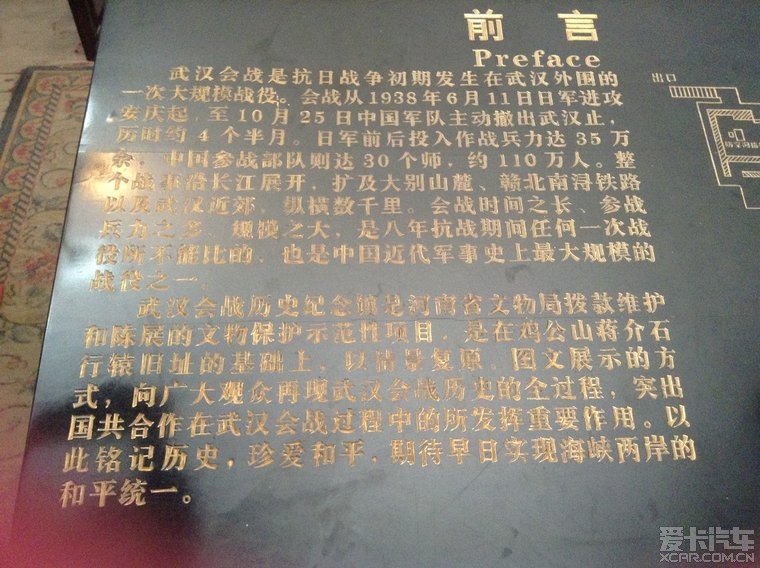 前言
Preface
武汉会战是抗日战争初期发生在武汉外围的
一次大规模战役。会战从1938年6月11日日军进攻
安庆起，至10月25日中国军队主动撤出武汉止，
历时约4个半月。日军前后投入作战兵力达35万
余，中国参战部队则达30个师，约110万人。整
个战事沿长江展开，扩及大别山麓、赣北南浔铁路
以及武汉近郊，纵横数千里。会战时间之长、参战
兵力之多，规模之大，是八年抗战期间任何一次战
役所不能比的，也是中国近代军事史上最大规模的
战役之一。
武汉会战历史纪念馆是河南省文物局拨款维护
和陈展的文物保护示范性项目，是在鸡公山蒋介石
行辕旧址的基础上，以情景复原，图文展示的方
式，向广大观众再现武汉会战历史的全过程，突出
国共合作在武汉会战过程中的所发挥重要作用。以
此铭记历史，珍爱和平，期待早日实现海峡两岸的
和平统一。
出口
爱卡汽车
XCAR.COM.CN